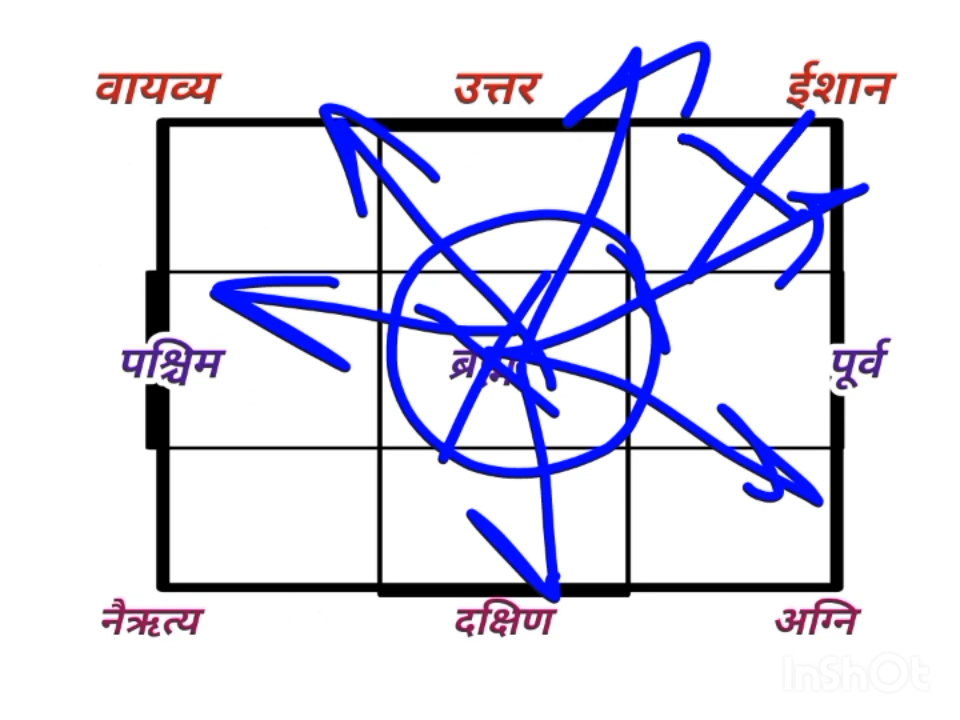 वायव्य उत्तर ईशान
पश्चिम पूर्व
नैऋत्य दक्षिण अग्नि
InShOt